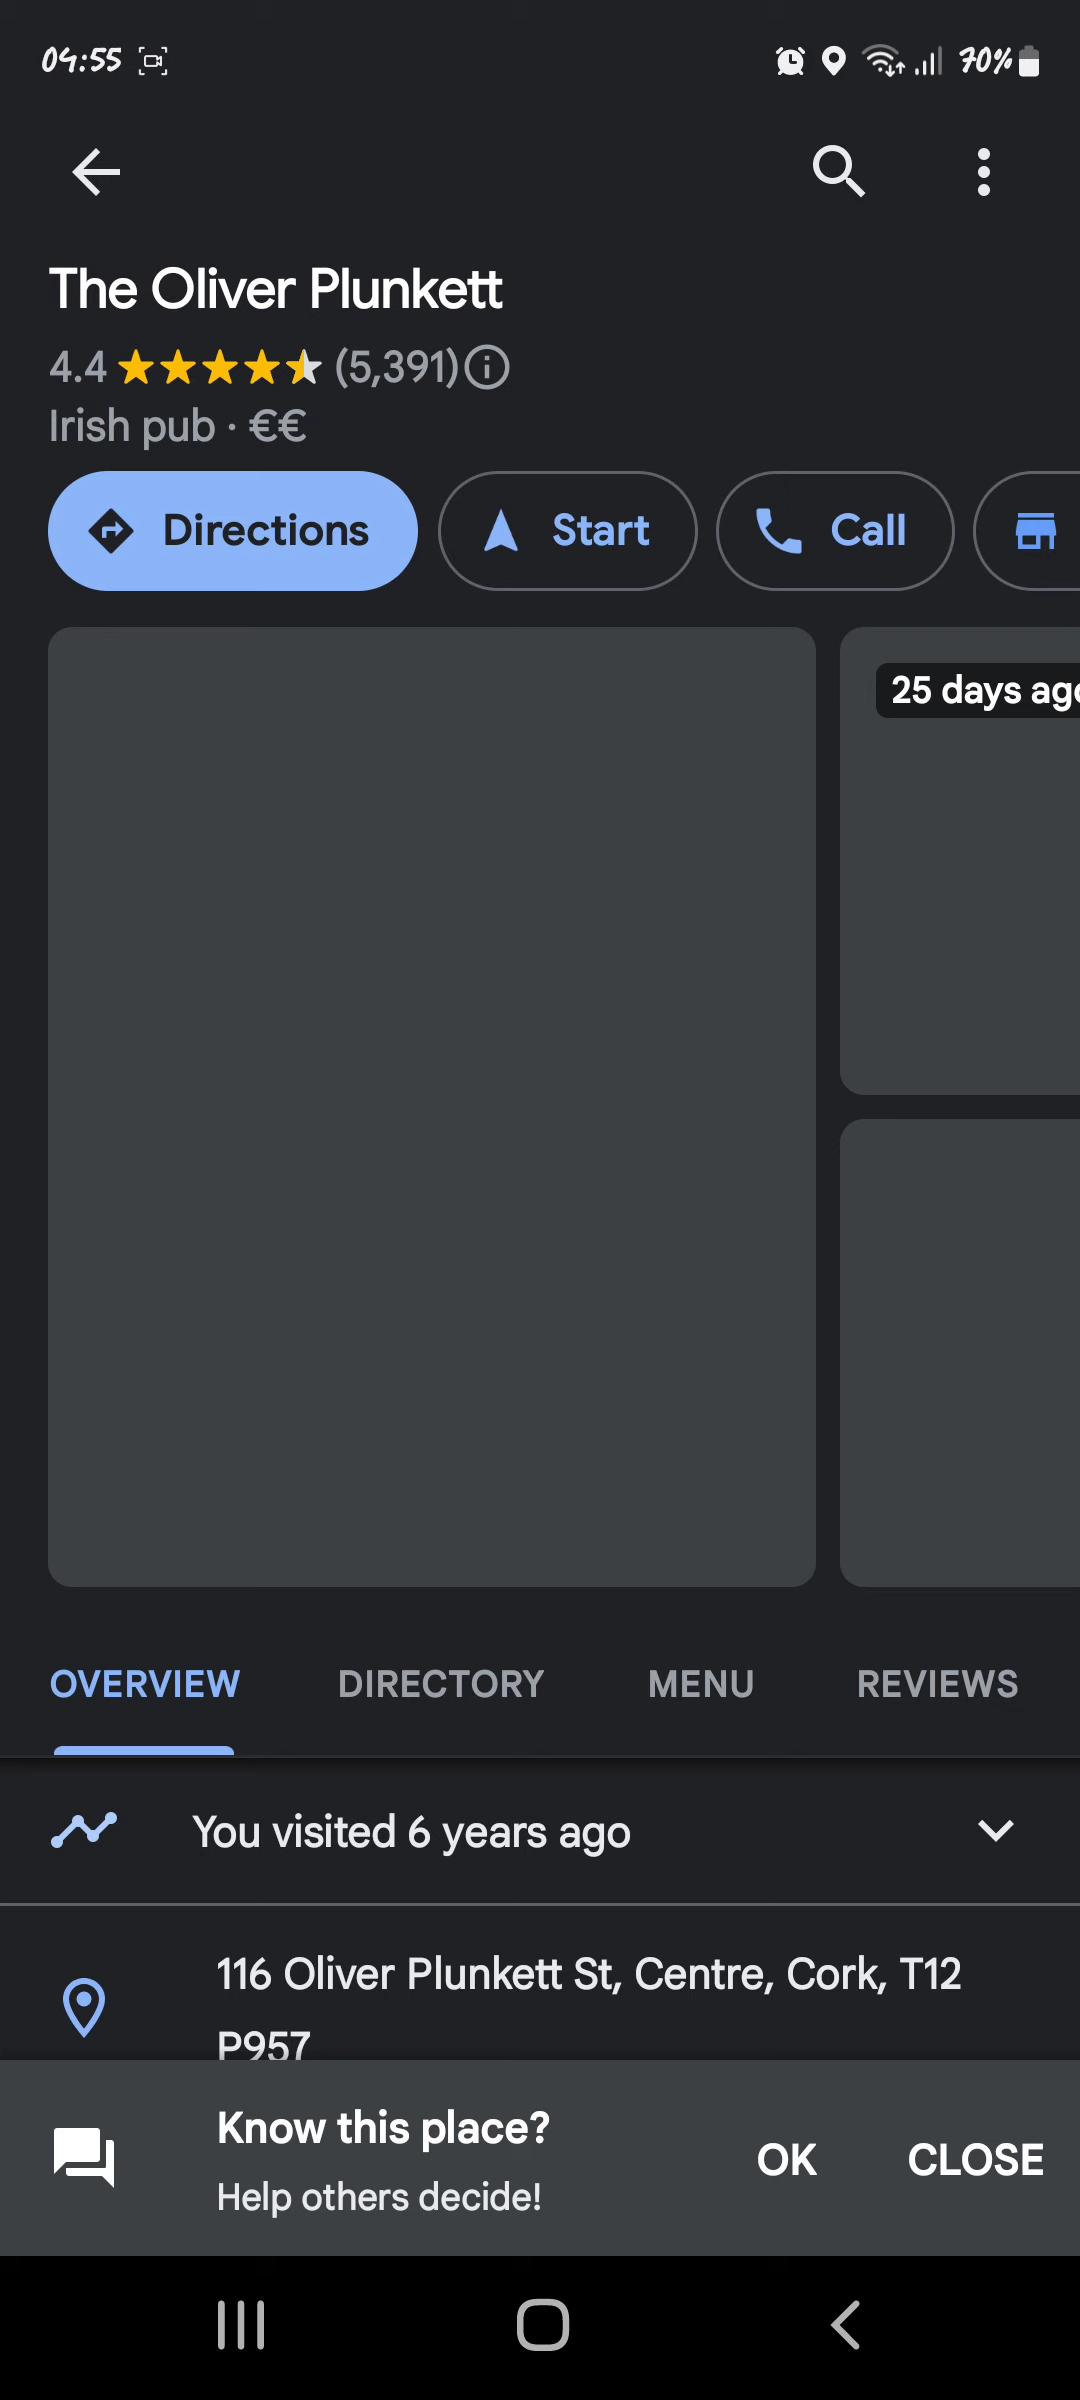 04:55
70%
The Oliver Plunkett
4.4 (5,391)
Irish pub · €€
Directions
Start
Call
25 days ago
OVERVIEW
DIRECTORY
MENU
REVIEWS
You visited 6 years ago
116 Oliver Plunkett St, Centre, Cork, T12
P957
Know this place?
Help others decide!
OK
CLOSE